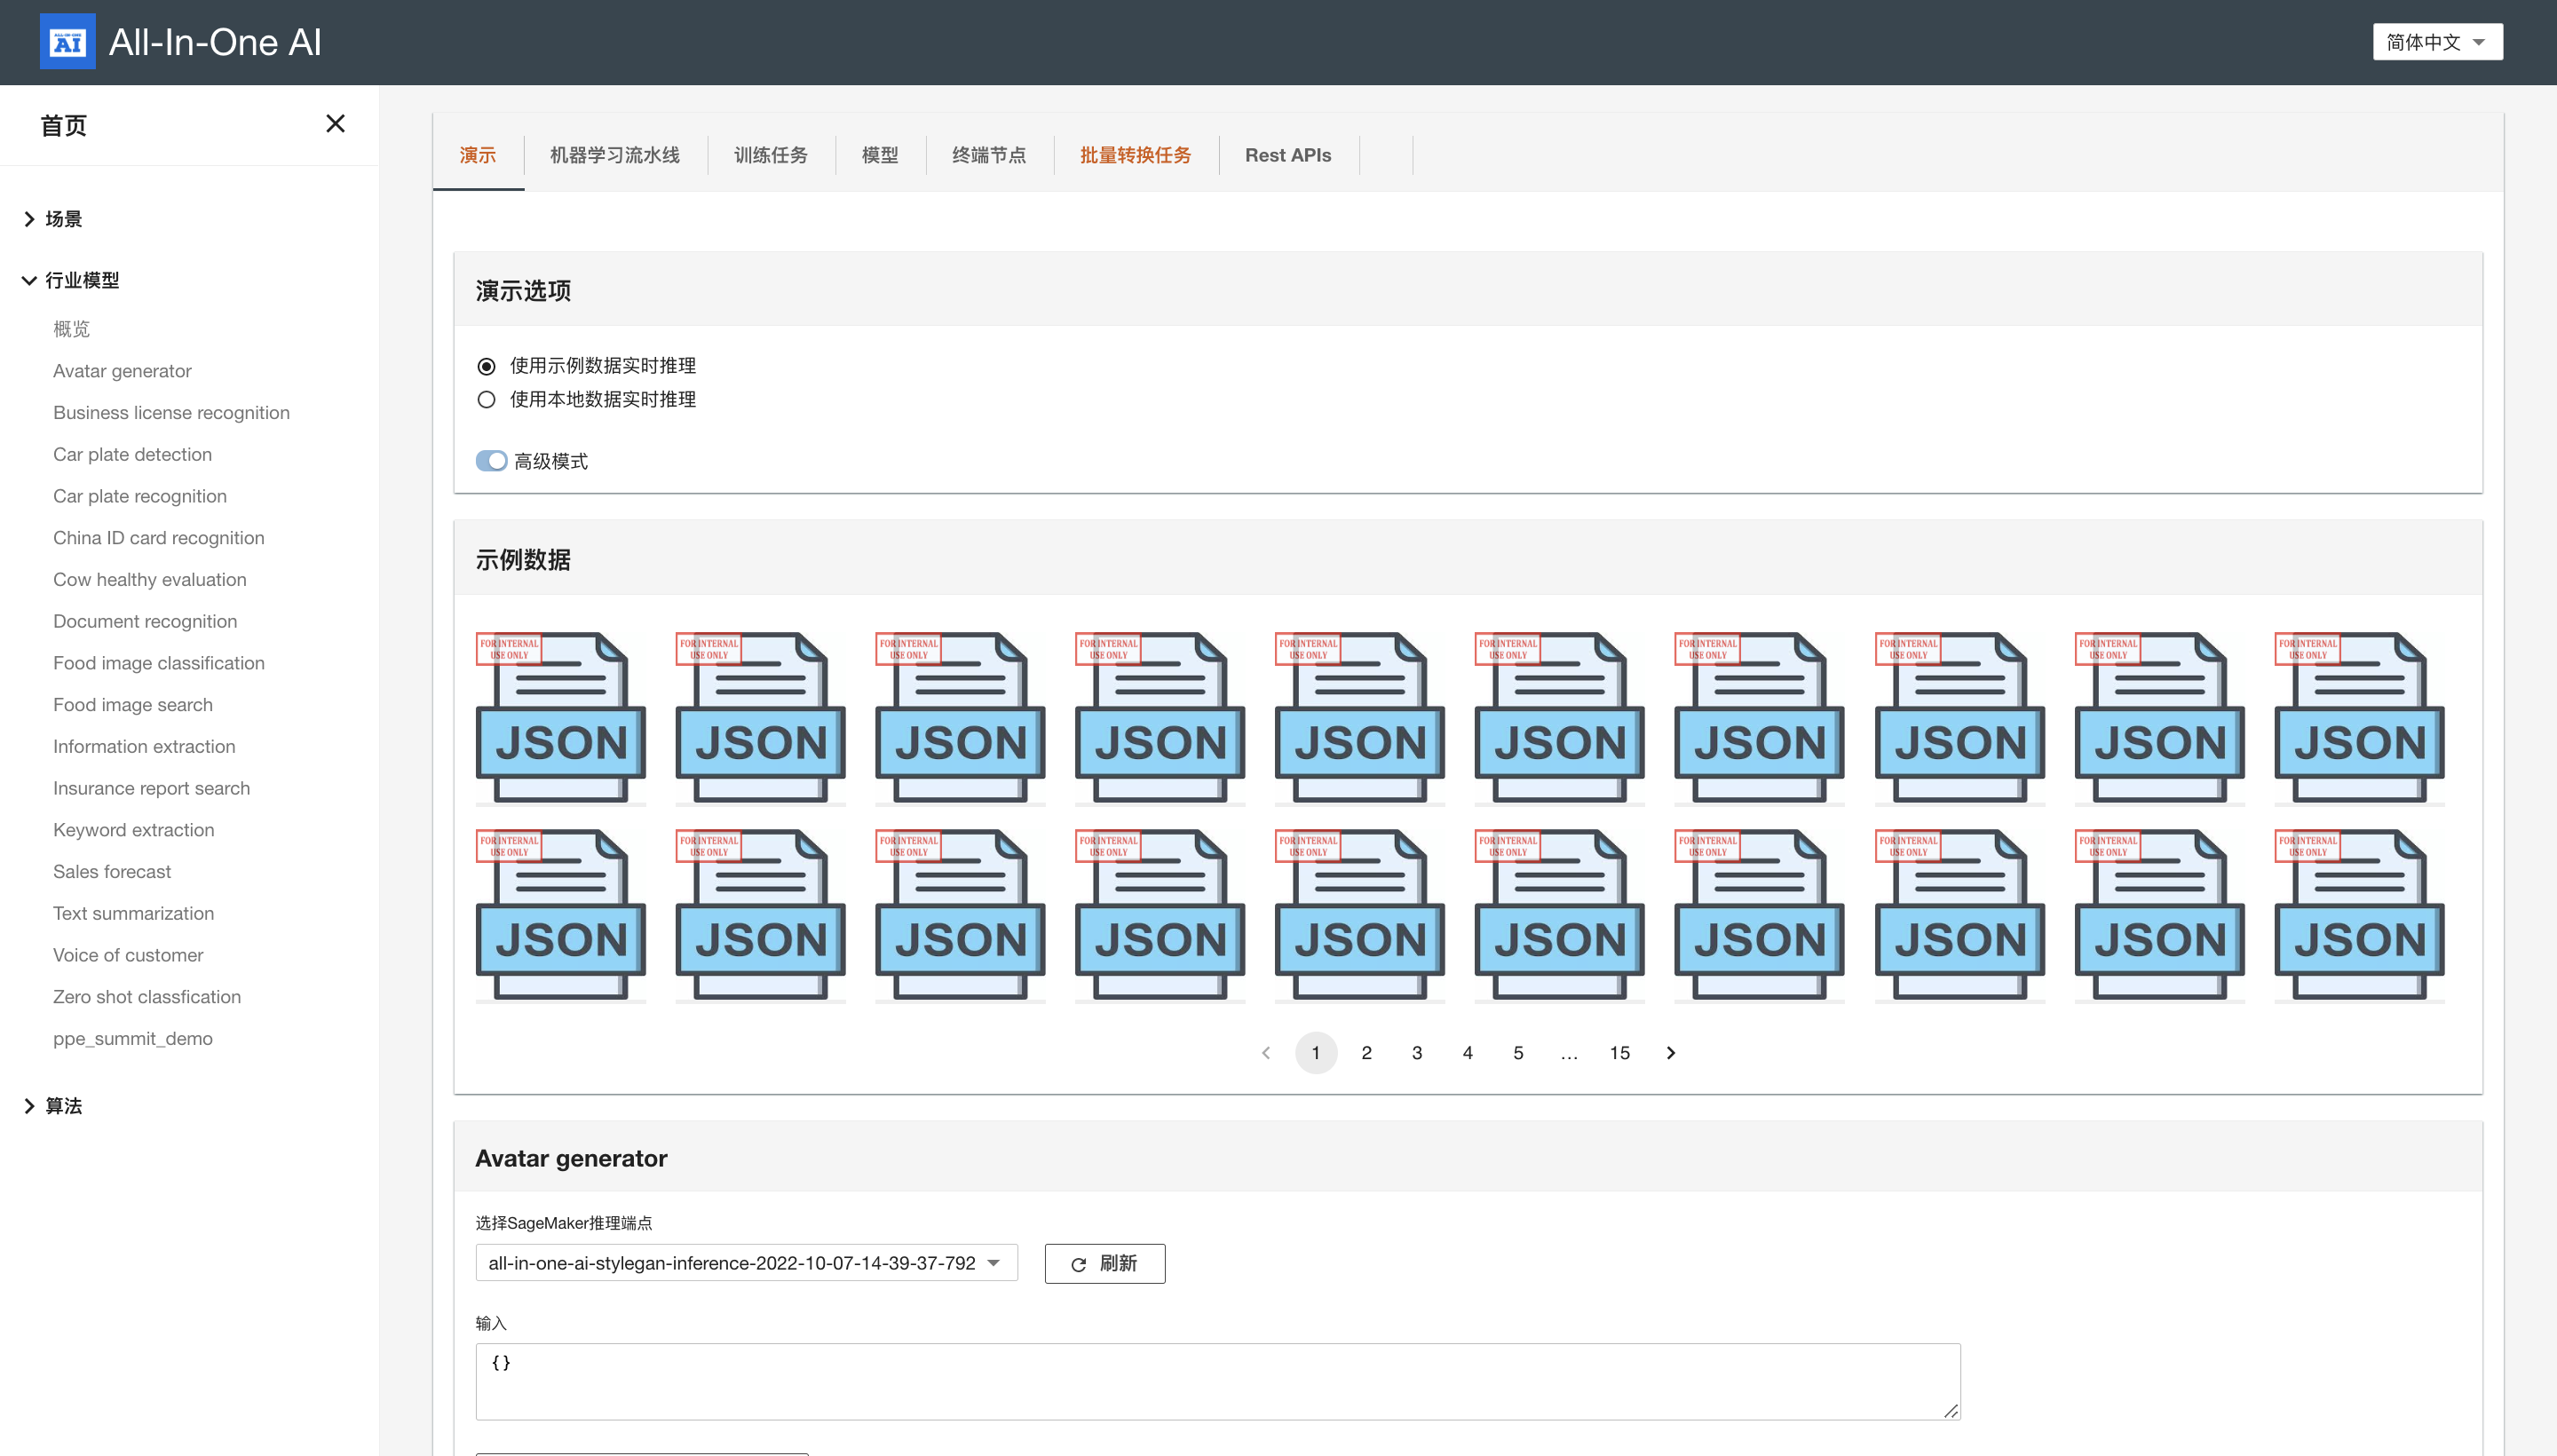 ALL-IN-ONE
AI
All-In-One AI
简体中文
首页
场景
行业模型
概览
Avatar generator
Business license recognition
Car plate detection
Car plate recognition
China ID card recognition
Cow healthy evaluation
Document recognition
Food image classification
Food image search
Information extraction
Insurance report search
Keyword extraction
Sales forecast
Text summarization
Voice of customer
Zero shot classfication
ppe_summit_demo
算法
演示 机器学习流水线 训练任务 模型 终端节点 批量转换任务 Rest APIs
演示选项
使用示例数据实时推理
使用本地数据实时推理
高级模式
示例数据
FOR INTERNAL FOR INTERNAL FOR INTERNAL FOR INTERNAL FOR INTERNAL FOR INTERNAL FOR INTERNAL FOR INTERNAL FOR INTERNAL FOR INTERNAL
USE ONLY USE ONLY USE ONLY USE ONLY USE ONLY USE ONLY USE ONLY USE ONLY USE ONLY USE ONLY
JSON JSON JSON JSON JSON JSON JSON JSON JSON JSON
FOR INTERNAL FOR INTERNAL FOR INTERNAL FOR INTERNAL FOR INTERNAL FOR INTERNAL FOR INTERNAL FOR INTERNAL FOR INTERNAL FOR INTERNAL
USE ONLY USE ONLY USE ONLY USE ONLY USE ONLY USE ONLY USE ONLY USE ONLY USE ONLY USE ONLY
JSON JSON JSON JSON JSON JSON JSON JSON JSON JSON
1 2 3 4 5 ... 15
Avatar generator
选择SageMaker推理端点
all-in-one-ai-stylegan-inference-2022-10-07-14-39-37-792 刷新
输入
{}